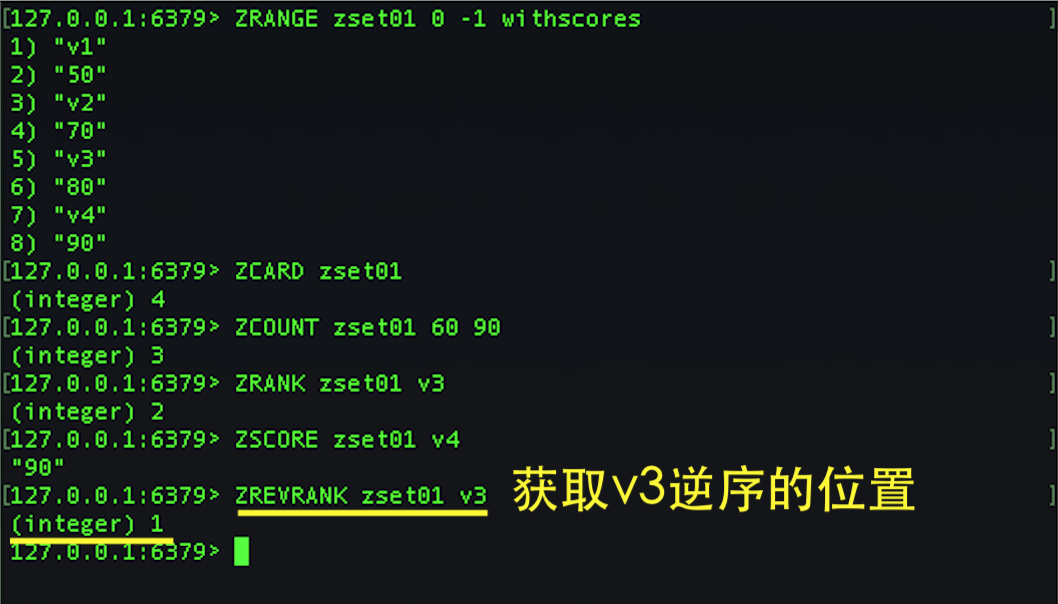 [127.0.0.1:6379> ZRANGE zset01 0 -1 withscores ]
1) "v1"
2) "50"
3) "v2"
4) "70"
5) "v3"
6) "80"
7) "v4"
8) "90"
[127.0.0.1:6379> ZCARD zset01 ]
(integer) 4
[127.0.0.1:6379> ZCOUNT zset01 60 90 ]
(integer) 3
[127.0.0.1:6379> ZRANK zset01 v3 ]
(integer) 2
[127.0.0.1:6379> ZSCORE zset01 v4 ]
"90"
[127.0.0.1:6379> ZREVRANK zset01 v3 获取v3逆序的位置 ]
(integer) 1
127.0.0.1:6379>